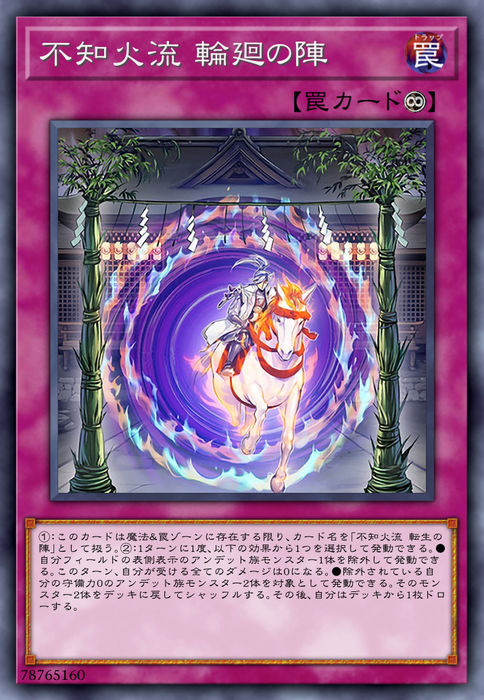 不知火流 輪廻の陣
トラップ
罠
【罠カード】
①:このカードは魔法&罠ゾーンに存在する限り、カード名を「不知火流 転生の
陣」として扱う。②:1ターンに1度、以下の効果から1つを選択して発動できる。●
自分フィールドの表側表示のアンデット族モンスター1体を除外して発動でき
る。このターン、自分が受ける全てのダメージは0になる。●除外されている自
分の守備力0のアンデット族モンスター2体を対象として発動できる。そのモン
スター2体をデッキに戻してシャッフルする。その後、自分はデッキから1枚ド
ローする。
78765160